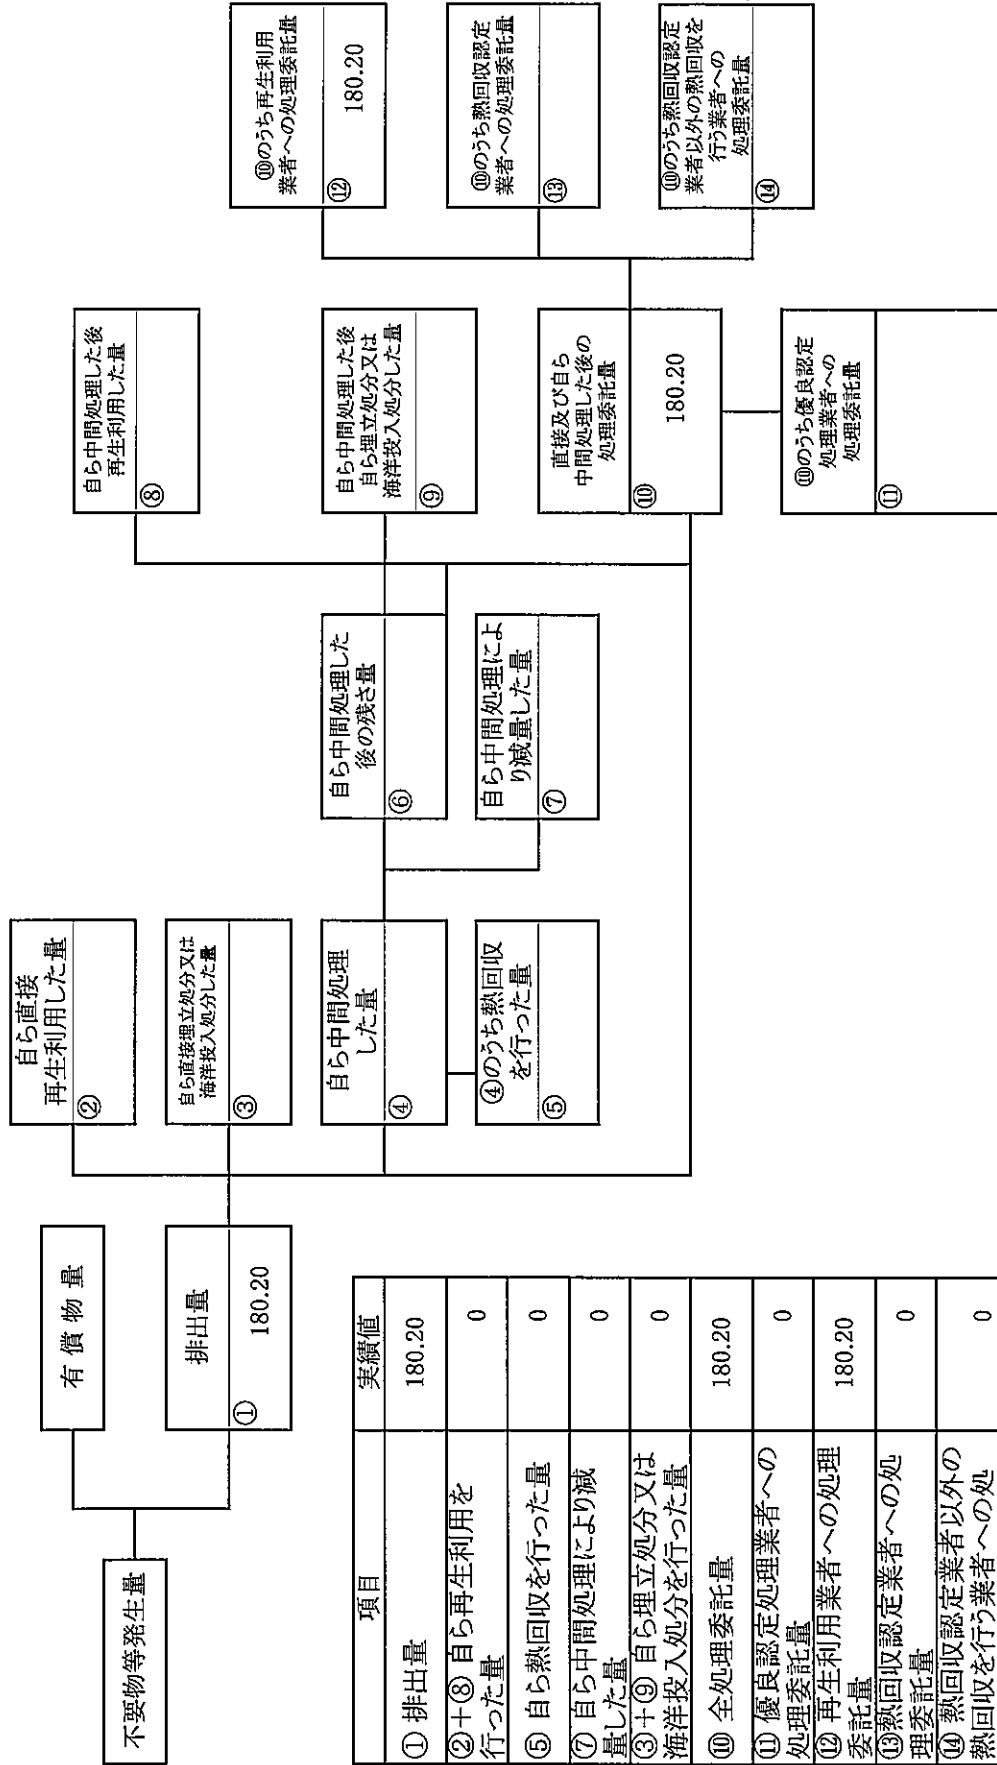 不要物等発生量
有償物量
排出量
①
180.20
自ら直接
再生利用した量
②
自ら直接埋立処分又は
海洋投入処分した量
③
自ら中間処理
した量
④
④のうち熱回収
を行った量
⑤
自ら中間処理した
後の残さ量
⑥
自ら中間処理によ
り減量した量
⑦
自ら中間処理した後
再生利用した量
⑧
自ら中間処理した後
自ら埋立処分又は
海洋投入処分した量
⑨
直接及び自ら
中間処理した後の
処理委託量
⑩
180.20
⑩のうち優良認定
処理業者への
処理委託量
⑪
⑩のうち再生利用
業者への処理委託量
⑫
180.20
⑩のうち熱回収認定
業者への処理委託量
⑬
⑩のうち熱回収認定
業者以外の熱回収を
行う業者への
処理委託量
⑭
項目 実績値
①排出量 180.20
②+⑧自ら再生利用を
行った量 0
⑤自ら熱回収を行った量 0
⑦自ら中間処理により減
量した量 0
③+⑨自ら埋立処分又は
海洋投入処分を行った量 0
⑩全処理委託量 180.20
⑪優良認定処理業者への
処理委託量 0
⑫再生利用業者への処理
委託量 180.20
⑬熱回収認定業者への処
理委託量 0
⑭熱回収認定業者以外の
熱回収を行う業者への処 0